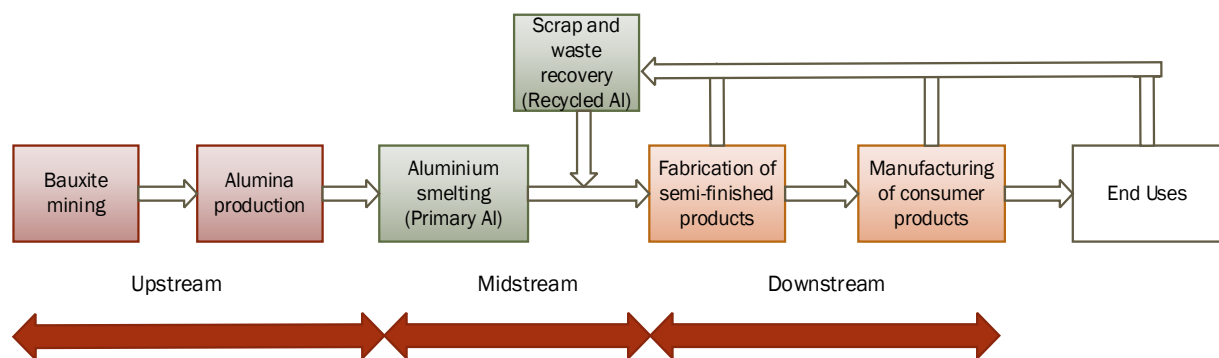 Scrap and
waste
recovery
(Recycled Al)
Bauxite
mining
Alumina
production
Aluminium
smelting
(Primary Al)
Fabrication of
semi-finished
products
Manufacturing
of consumer
products
End Uses
Upstream
Midstream
Downstream